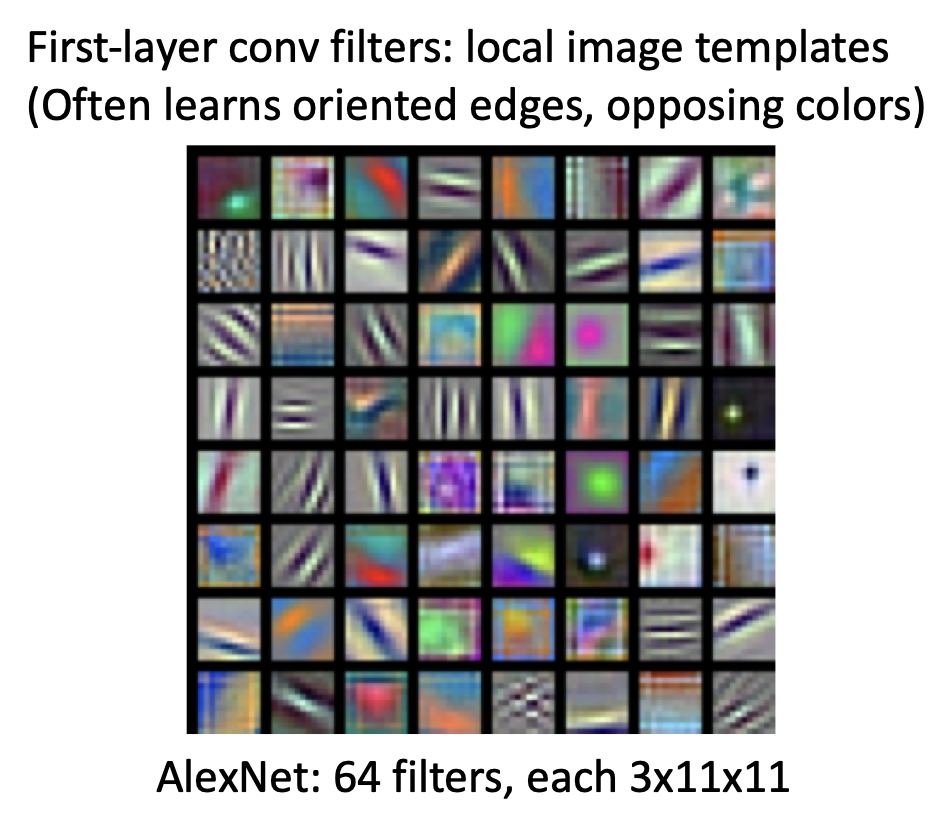 First-layer conv filters: local image templates
(Often learns oriented edges, opposing colors)
AlexNet: 64 filters, each 3x11x11